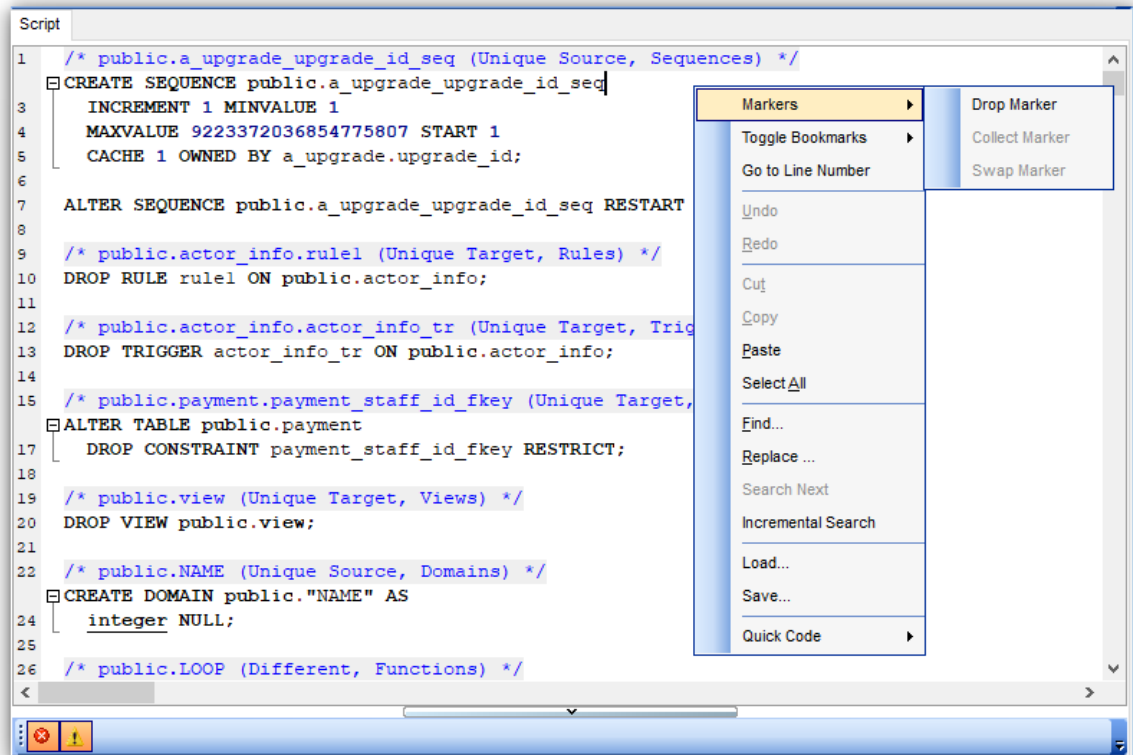 Script
1 /* public.a_upgrade_upgrade_id_seq (Unique Source, Sequences) */
CREATE SEQUENCE public.a_upgrade_upgrade_id_seq
3 INCREMENT 1 MINVALUE 1
4 MAXVALUE 9223372036854775807 START 1
5 CACHE 1 OWNED BY a_upgrade.upgrade_id;
6
7 ALTER SEQUENCE public.a_upgrade_upgrade_id_seq RESTART
8
9 /* public.actor_info.rule1 (Unique Target, Rules) */
10 DROP RULE rule1 ON public.actor_info;
11
12 /* public.actor_info.actor_info_tr (Unique Target, Trig
13 DROP TRIGGER actor_info_tr ON public.actor_info;
14
15 /* public.payment.payment_staff_id_fkey (Unique Target,
ALTER TABLE public.payment
17 DROP CONSTRAINT payment_staff_id_fkey RESTRICT;
18
19 /* public.view (Unique Target, Views) */
20 DROP VIEW public.view;
21
22 /* public.NAME (Unique Source, Domains) */
CREATE DOMAIN public."NAME" AS
24 integer NULL;
25
26 /* public.LOOP (Different, Functions) */
Markers
Toggle Bookmarks
Go to Line Number
Undo
Redo
Cut
Copy
Paste
Select All
Find...
Replace ...
Search Next
Incremental Search
Load...
Save...
Quick Code
Drop Marker
Collect Marker
Swap Marker